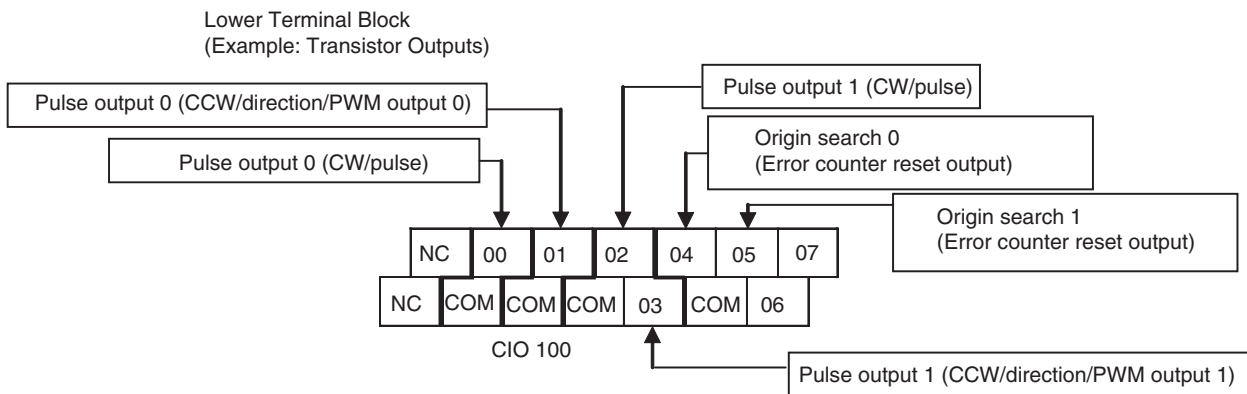 Lower Terminal Block
(Example: Transistor Outputs)
Pulse output 0 (CCW/direction/PWM output 0)
Pulse output 1 (CW/pulse)
Pulse output 0 (CW/pulse)
Origin search 0
(Error counter reset output)
Origin search 1
(Error counter reset output)
NC 00 01 02 04 05 07
NC COM COM COM 03 COM 06
CIO 100
Pulse output 1 (CCW/direction/PWM output 1)